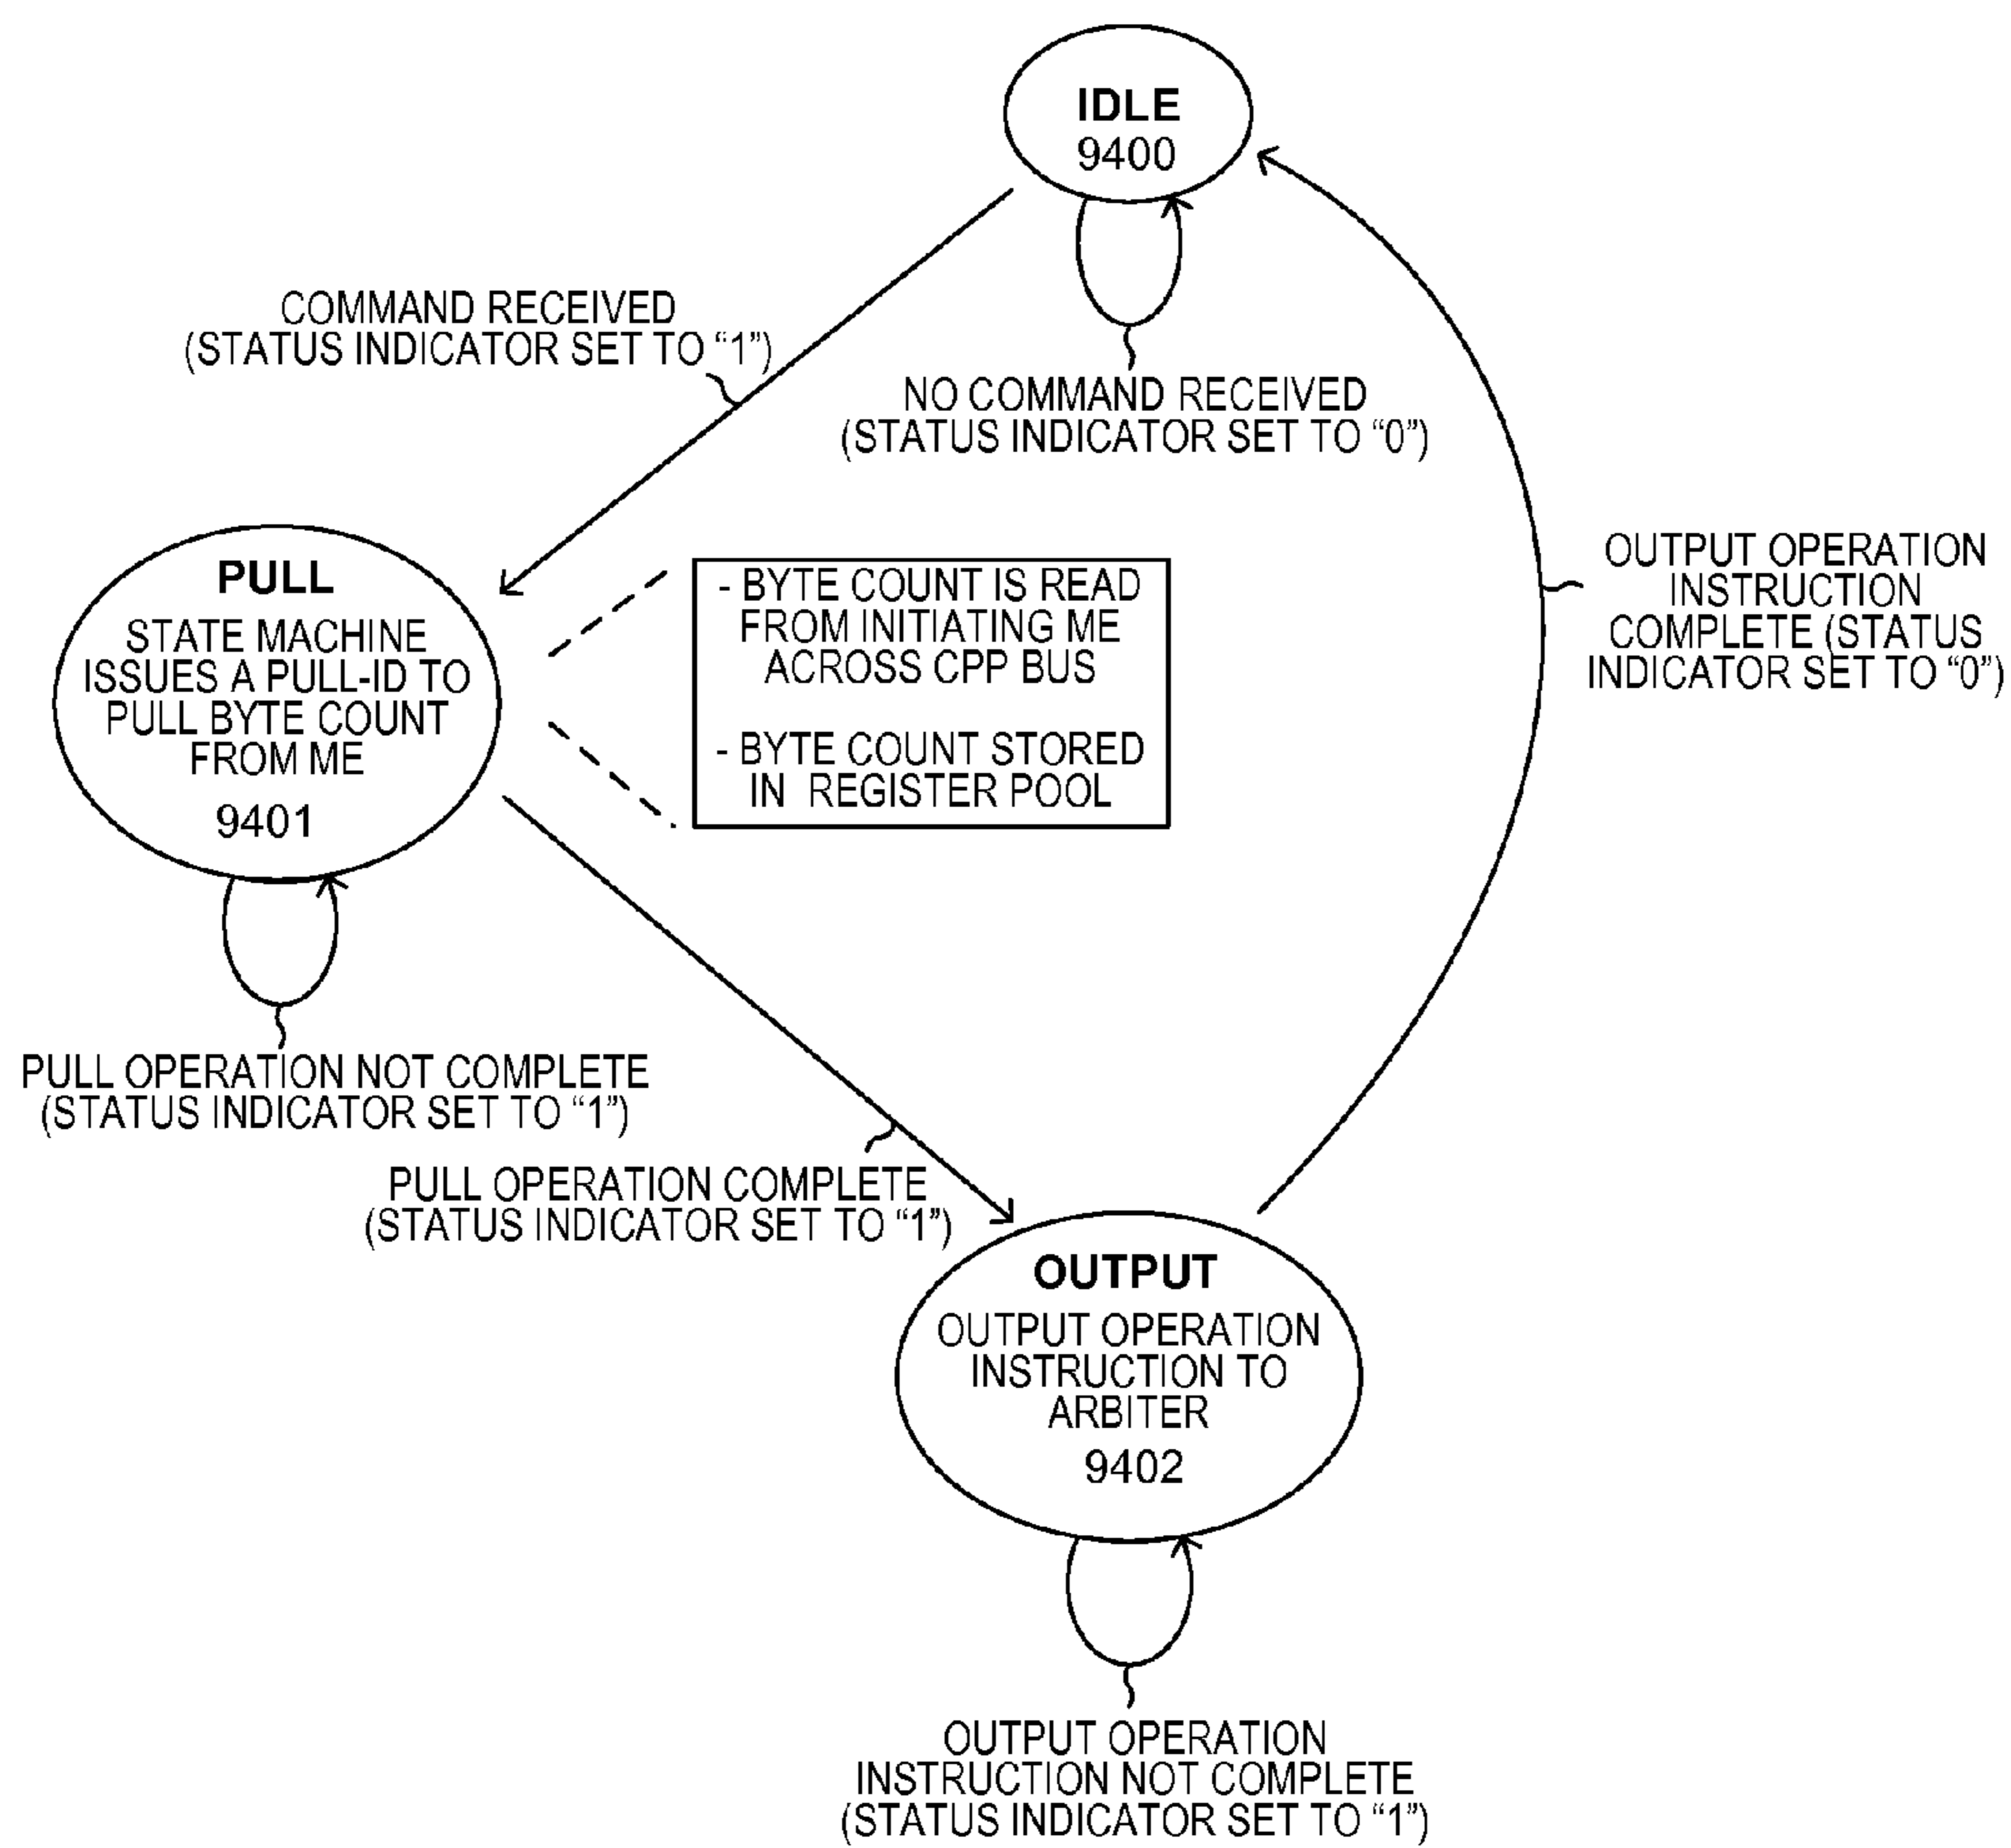 IDLE
9400
COMMAND RECEIVED
(STATUS INDICATOR SET TO “1”)
NO COMMAND RECEIVED
(STATUS INDICATOR SET TO “0”)
OUTPUT OPERATION
INSTRUCTION
COMPLETE (STATUS
INDICATOR SET TO “0”)
PULL
STATE MACHINE
ISSUES A PULL-ID TO
PULL BYTE COUNT
FROM ME
9401
- BYTE COUNT IS READ
FROM INITIATING ME
ACROSS CPP BUS
- BYTE COUNT STORED
IN REGISTER POOL
PULL OPERATION NOT COMPLETE
(STATUS INDICATOR SET TO “1”)
PULL OPERATION COMPLETE
(STATUS INDICATOR SET TO “1”)
OUTPUT
OUTPUT OPERATION
INSTRUCTION TO
ARBITER
9402
OUTPUT OPERATION
INSTRUCTION NOT COMPLETE
(STATUS INDICATOR SET TO “1”)